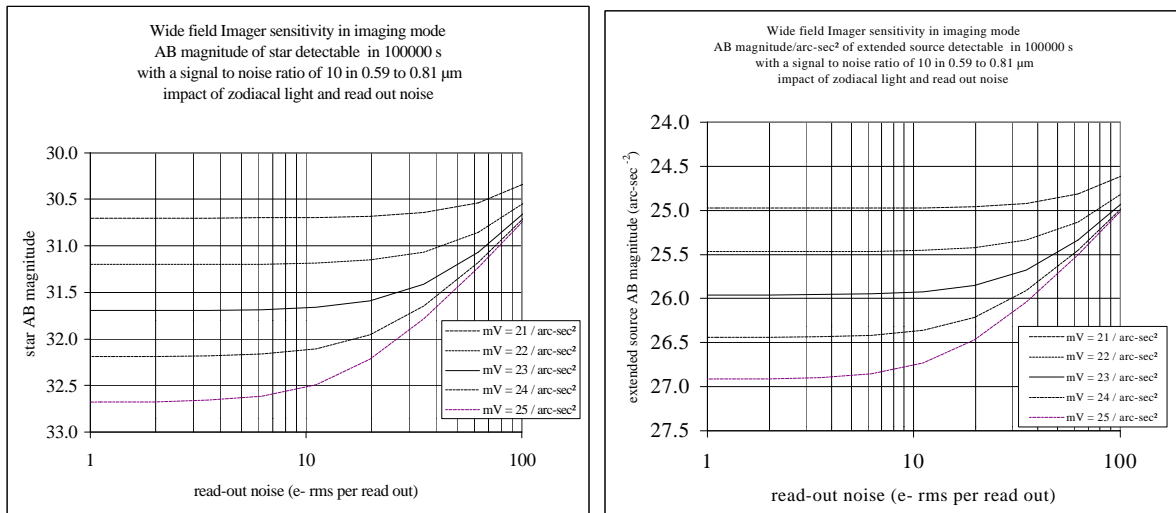 Wide field Imager sensitivity in imaging mode
AB magnitude of star detectable in 100000 s
with a signal to noise ratio of 10 in 0.59 to 0.81 µm
impact of zodiacal light and read out noise
star AB magnitude
30.0
30.5
31.0
31.5
32.0
32.5
33.0
mV = 21 / arc-sec²
mV = 22 / arc-sec²
mV = 23 / arc-sec²
mV = 24 / arc-sec²
mV = 25 / arc-sec²
1
10
100
read-out noise (e- rms per read out)
Wide field Imager sensitivity in imaging mode
AB magnitude/arc-sec² of extended source detectable in 100000 s
with a signal to noise ratio of 10 in 0.59 to 0.81 µm
impact of zodiacal light and read out noise
extended source AB magnitude (arc-sec⁻²)
24.0
24.5
25.0
25.5
26.0
26.5
27.0
27.5
mV = 21 / arc-sec²
mV = 22 / arc-sec²
mV = 23 / arc-sec²
mV = 24 / arc-sec²
mV = 25 / arc-sec²
1
10
100
read-out noise (e- rms per read out)